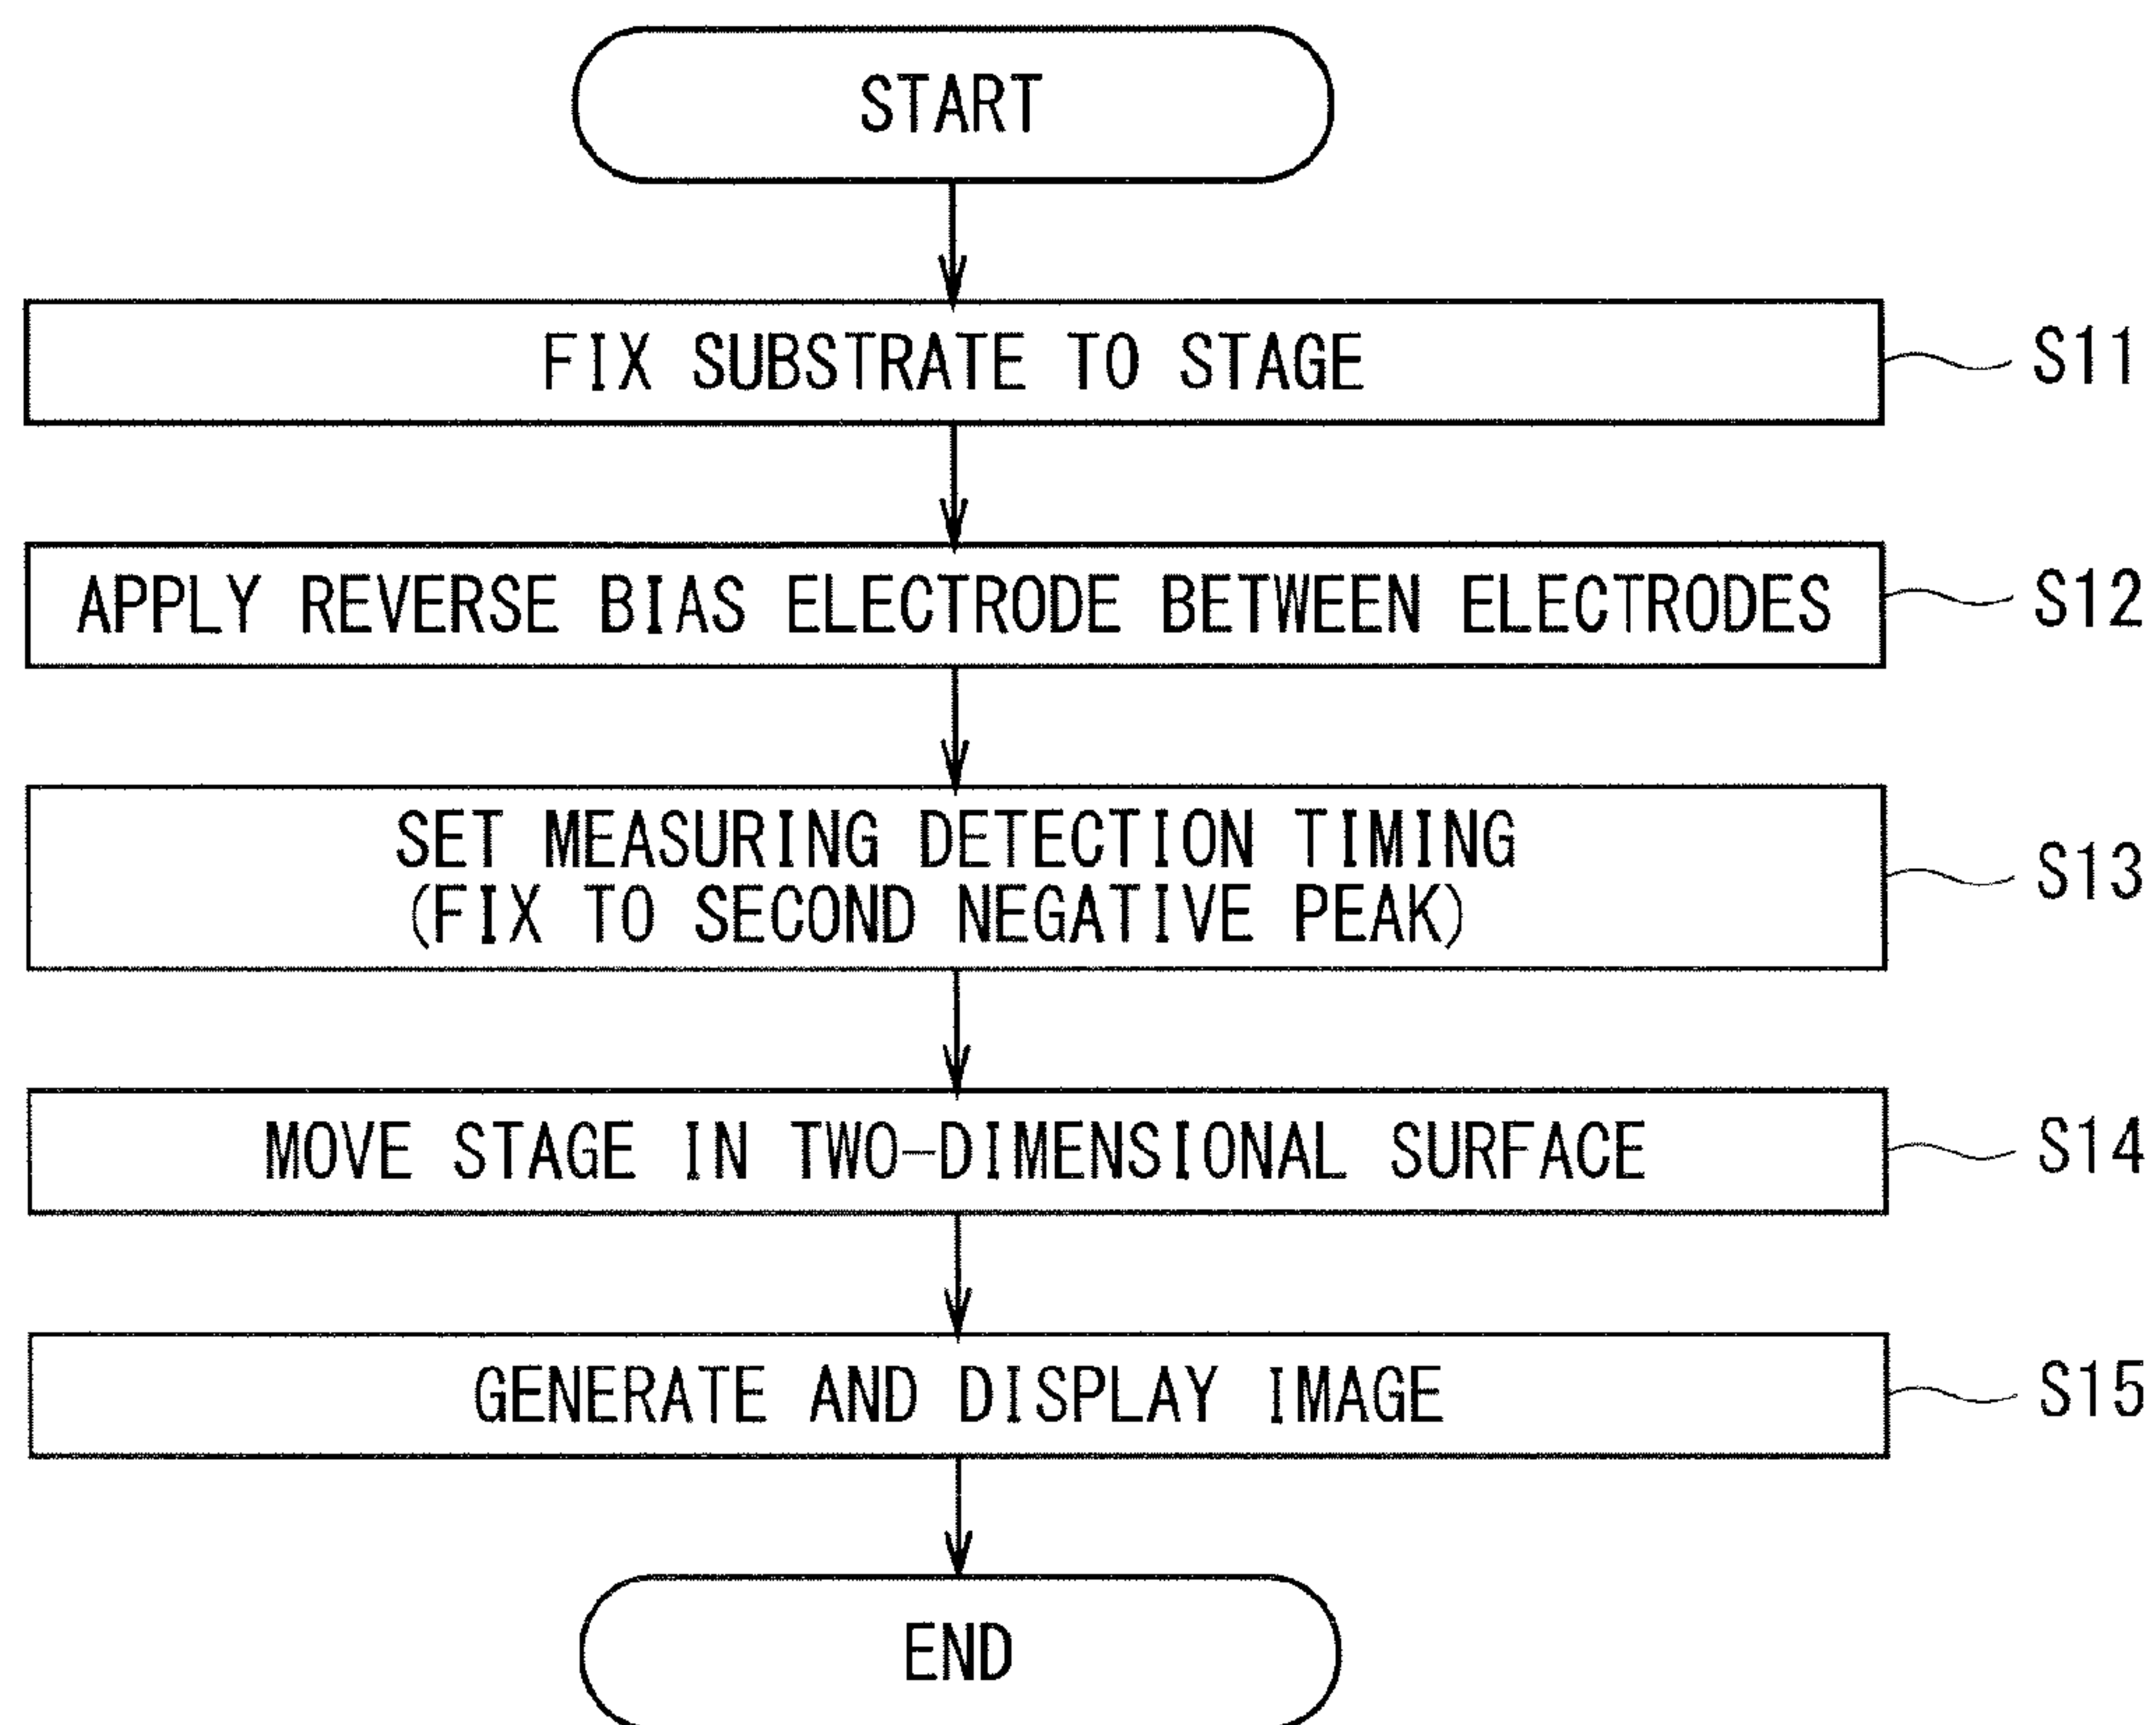 START
FIX SUBSTRATE TO STAGE
S11
APPLY REVERSE BIAS ELECTRODE BETWEEN ELECTRODES
S12
SET MEASURING DETECTION TIMING
(FIX TO SECOND NEGATIVE PEAK)
S13
MOVE STAGE IN TWO-DIMENSIONAL SURFACE
S14
GENERATE AND DISPLAY IMAGE
S15
END